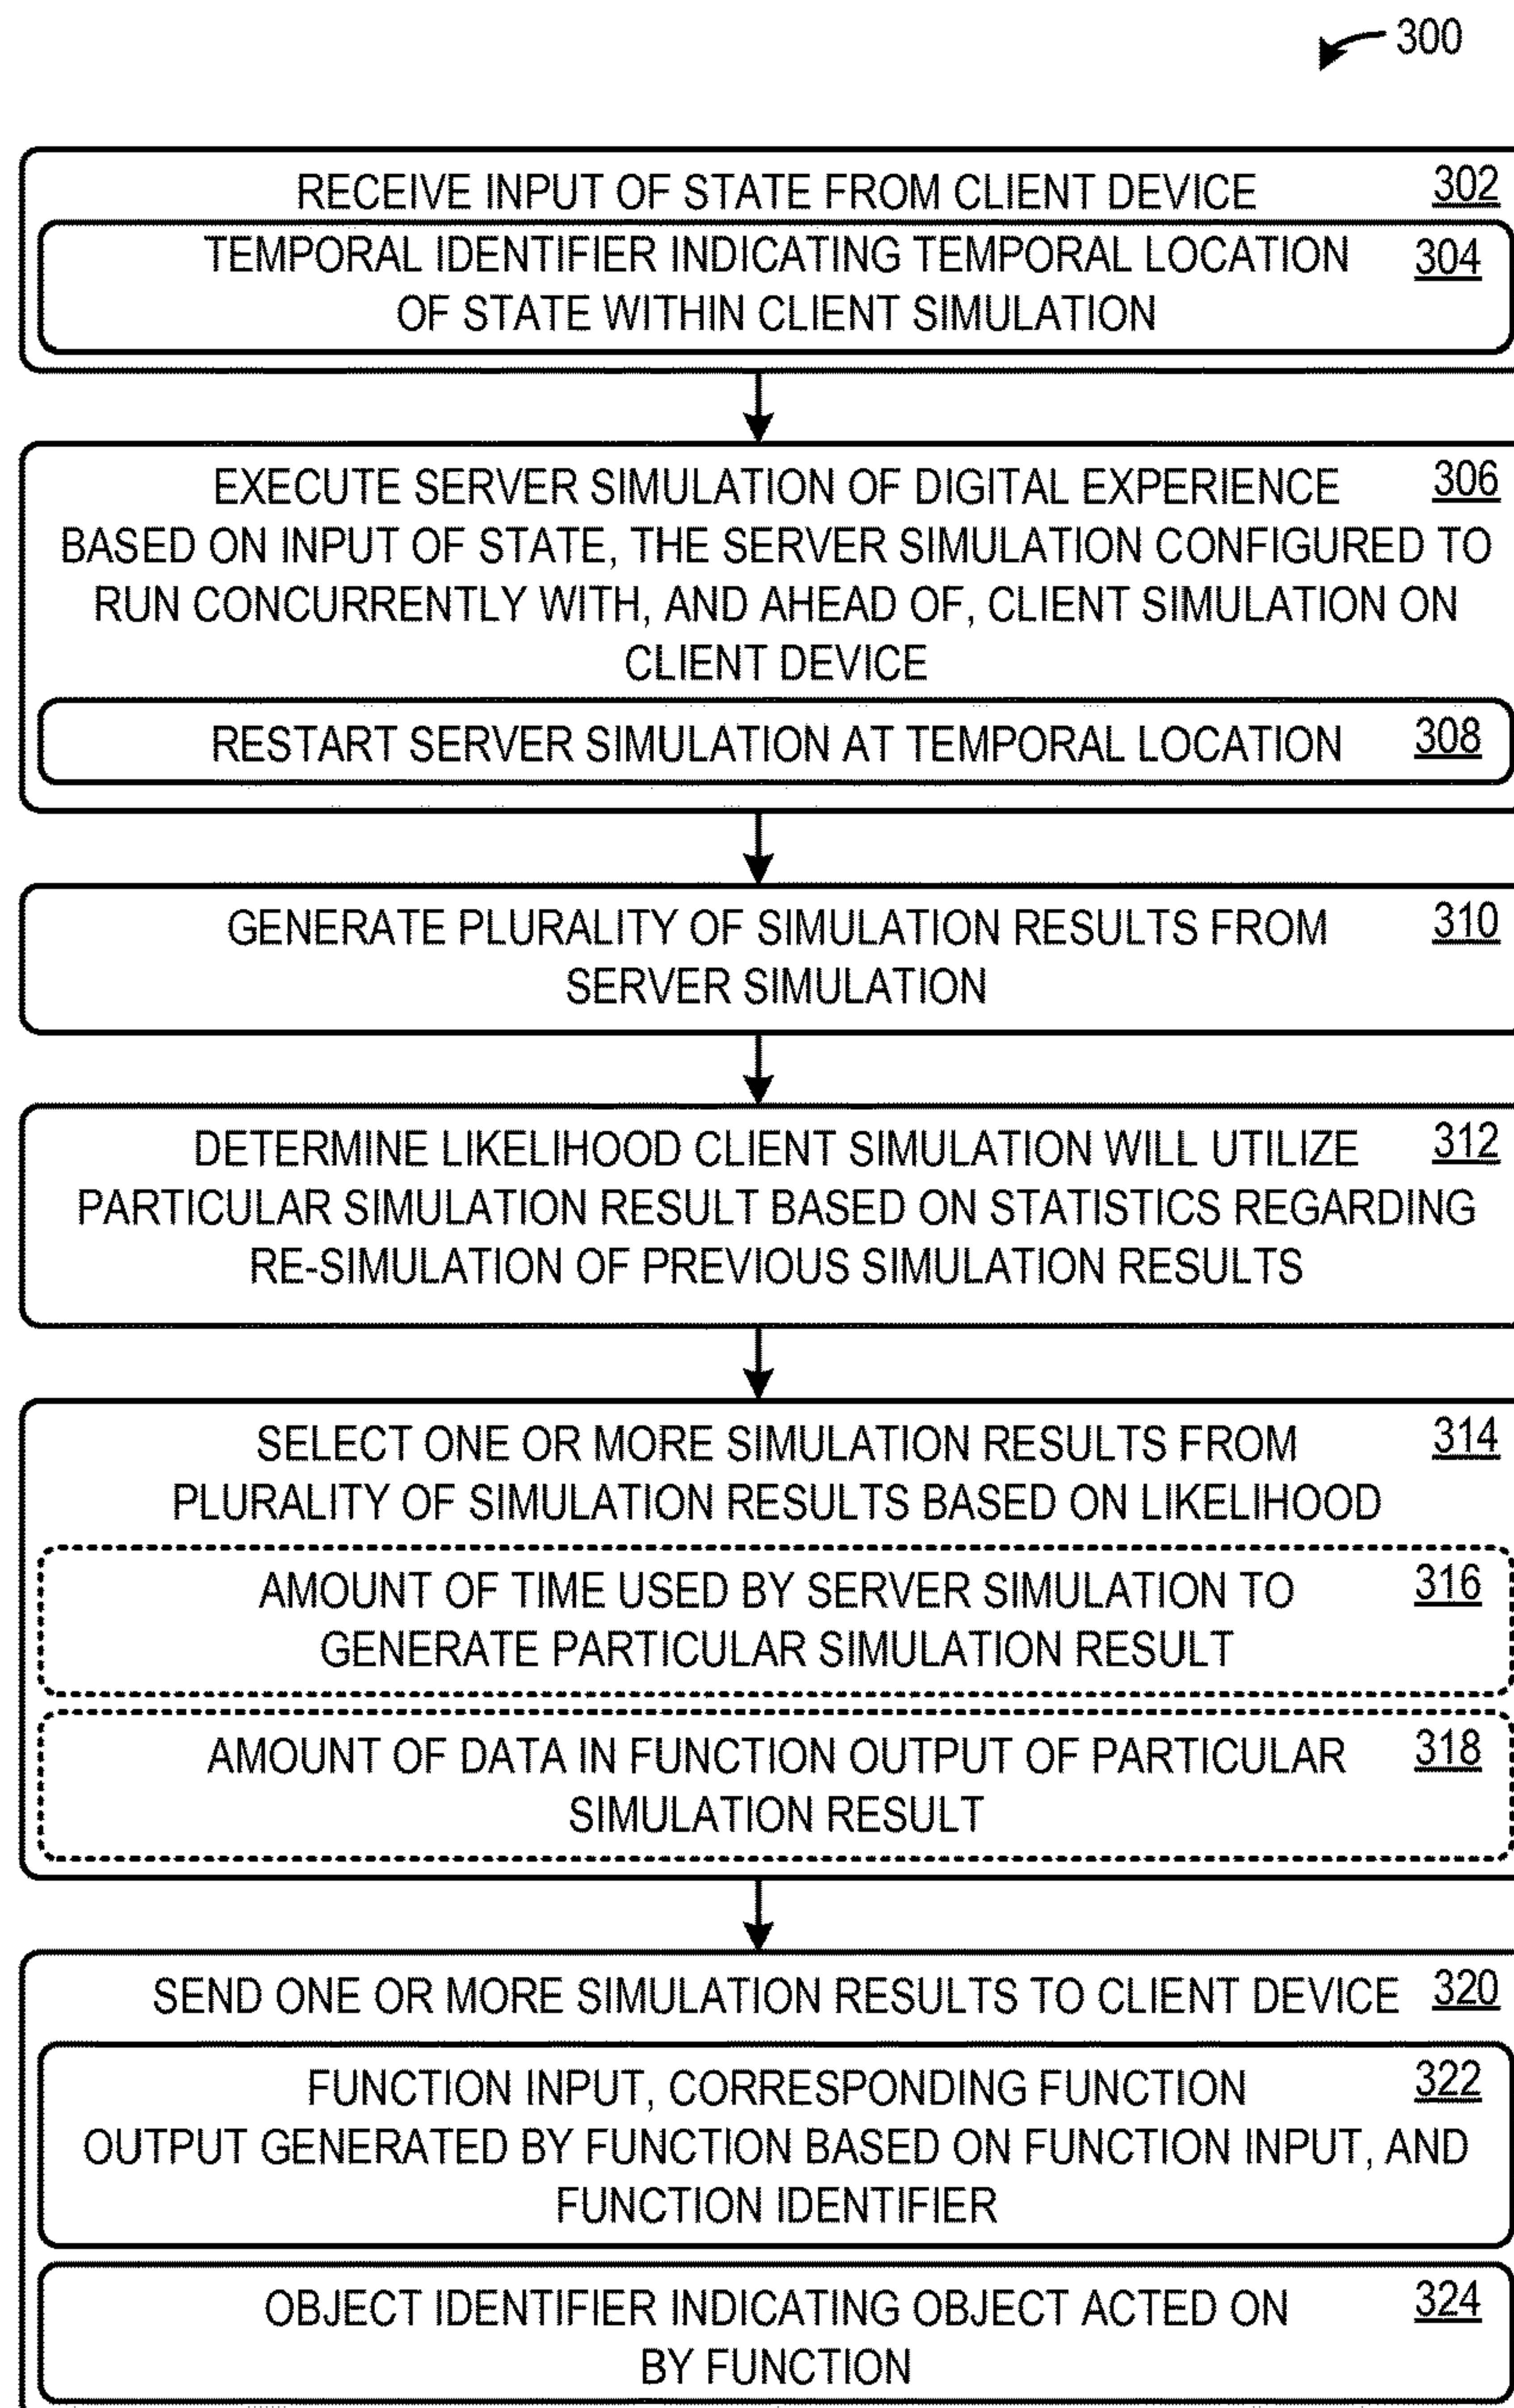 300
RECEIVE INPUT OF STATE FROM CLIENT DEVICE 302
TEMPORAL IDENTIFIER INDICATING TEMPORAL LOCATION 304
OF STATE WITHIN CLIENT SIMULATION
EXECUTE SERVER SIMULATION OF DIGITAL EXPERIENCE 306
BASED ON INPUT OF STATE, THE SERVER SIMULATION CONFIGURED TO
RUN CONCURRENTLY WITH, AND AHEAD OF, CLIENT SIMULATION ON
CLIENT DEVICE
RESTART SERVER SIMULATION AT TEMPORAL LOCATION 308
GENERATE PLURALITY OF SIMULATION RESULTS FROM 310
SERVER SIMULATION
DETERMINE LIKELIHOOD CLIENT SIMULATION WILL UTILIZE 312
PARTICULAR SIMULATION RESULT BASED ON STATISTICS REGARDING
RE-SIMULATION OF PREVIOUS SIMULATION RESULTS
SELECT ONE OR MORE SIMULATION RESULTS FROM 314
PLURALITY OF SIMULATION RESULTS BASED ON LIKELIHOOD
AMOUNT OF TIME USED BY SERVER SIMULATION TO 316
GENERATE PARTICULAR SIMULATION RESULT
AMOUNT OF DATA IN FUNCTION OUTPUT OF PARTICULAR 318
SIMULATION RESULT
SEND ONE OR MORE SIMULATION RESULTS TO CLIENT DEVICE 320
FUNCTION INPUT, CORRESPONDING FUNCTION 322
OUTPUT GENERATED BY FUNCTION BASED ON FUNCTION INPUT, AND
FUNCTION IDENTIFIER
OBJECT IDENTIFIER INDICATING OBJECT ACTED ON 324
BY FUNCTION